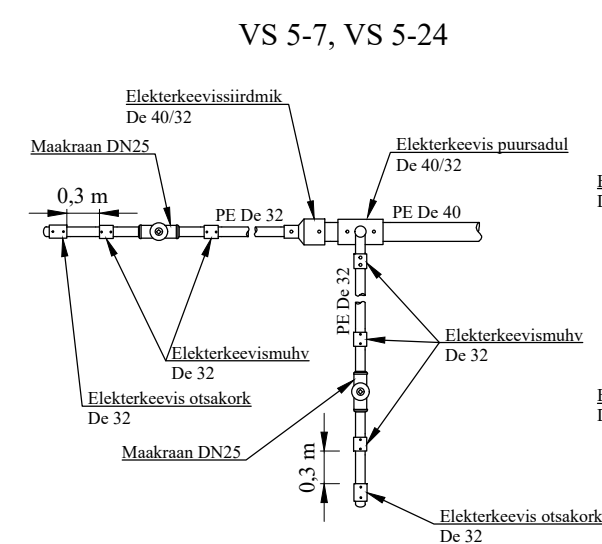 VS 5-7, VS 5-24
Elekterkeevissiirdmik
De 40/32
Maakraan DN25
Elekterkeevis puursadul
De 40/32
0,3 m
PE De 32
PE De 40
PE De 32
Elekterkeevismuhv
De 32
Elekterkeevismuhv
De 32
Elekterkeevis otsakork
De 32
Maakraan DN25
0,3 m
Elekterkeevis otsakork
De 32